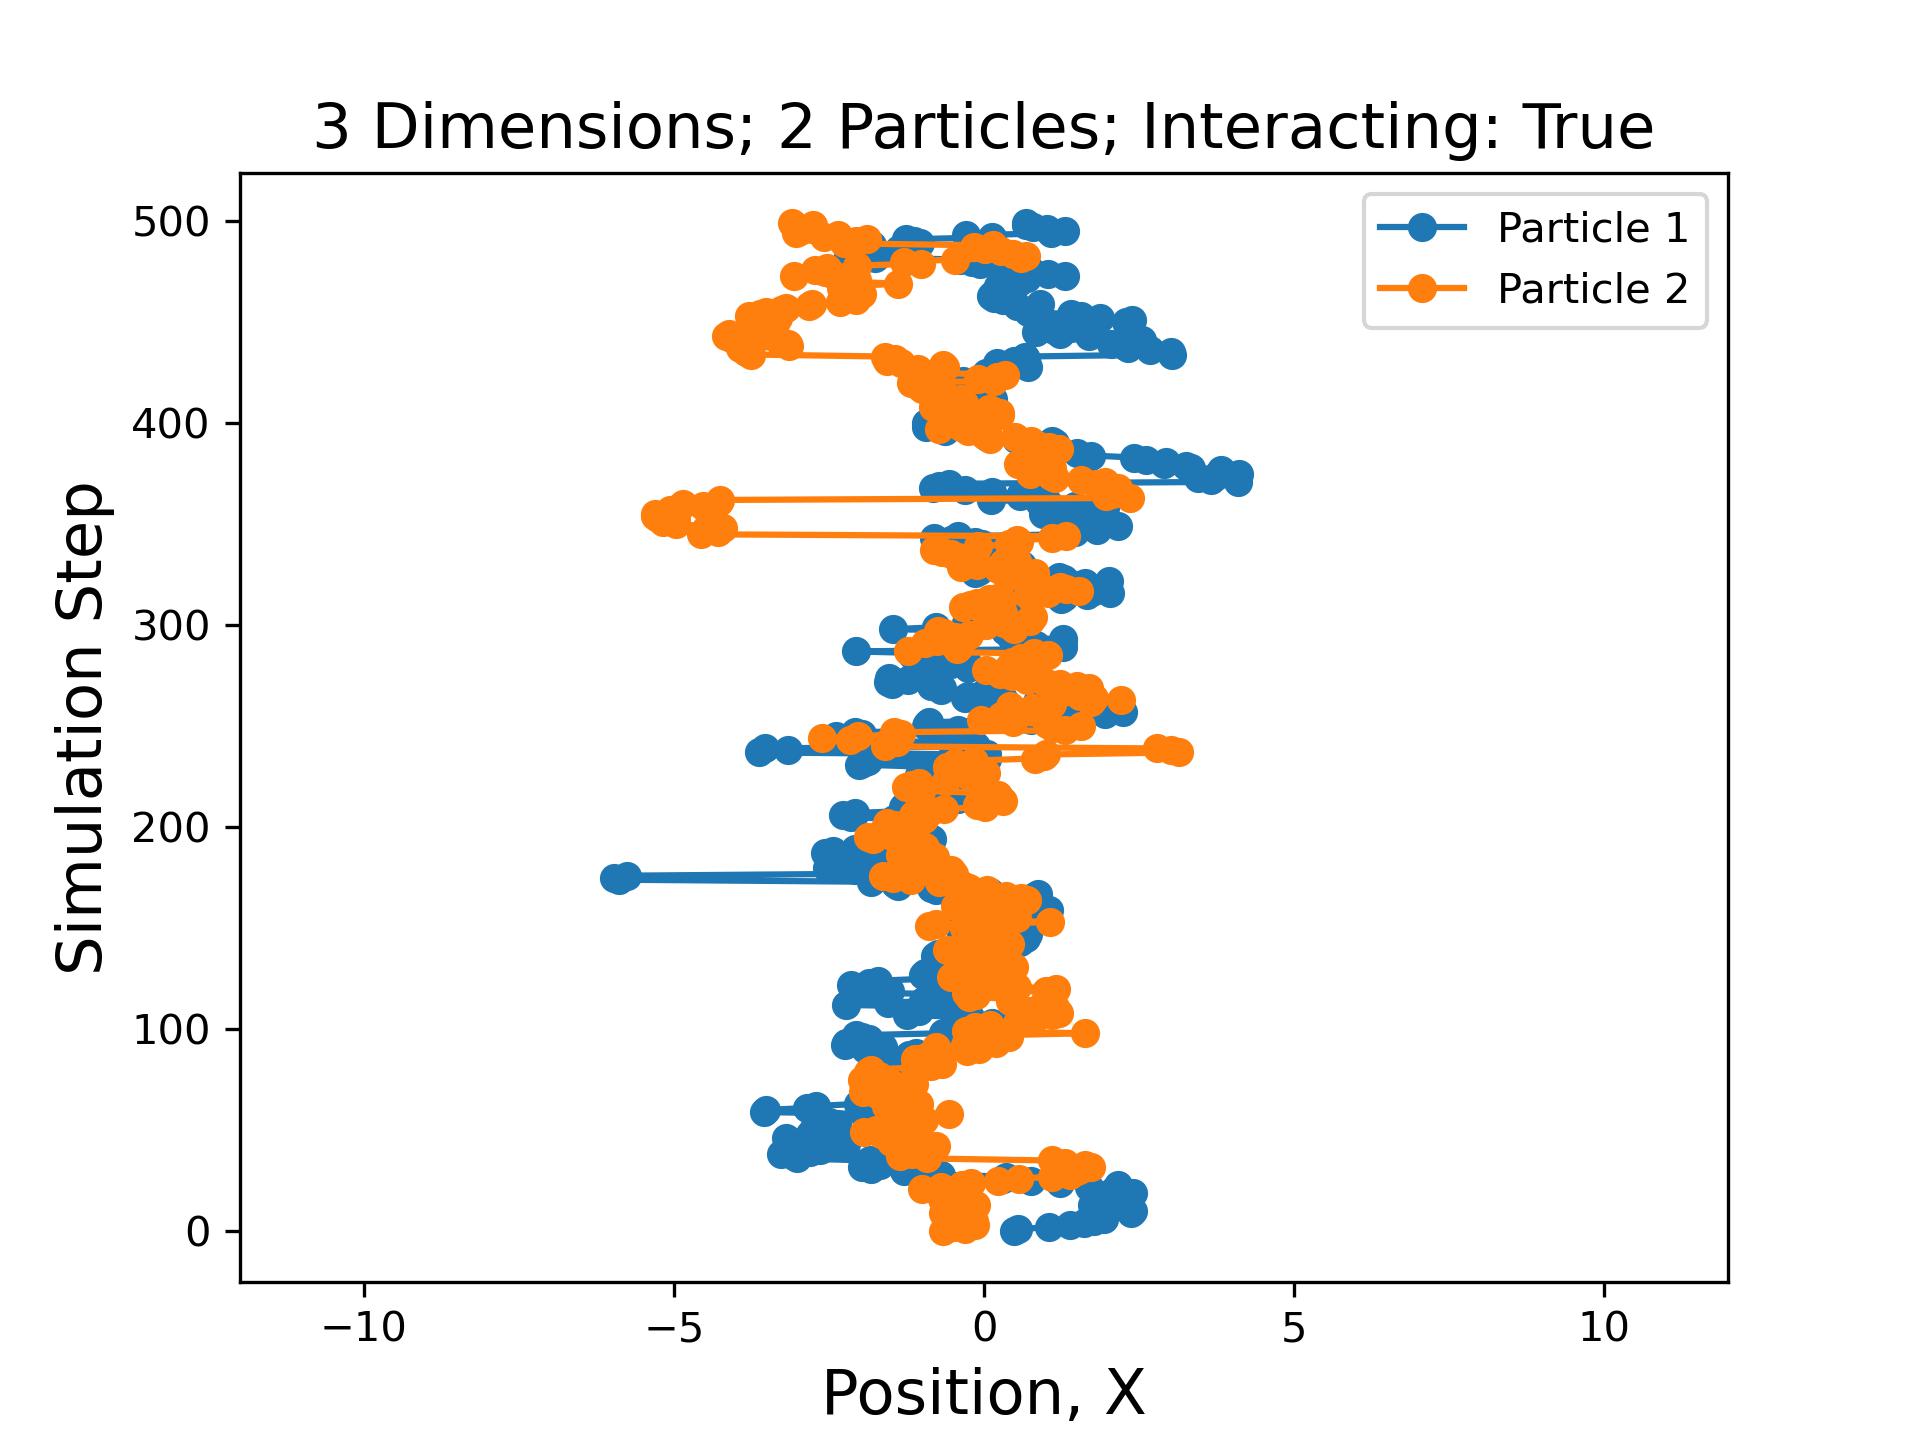 3 Dimensions; 2 Particles; Interacting: True
Particle 1
Particle 2
500
400
300
200
100
0
Simulation Step
−10
−5
0
5
10
Position, X